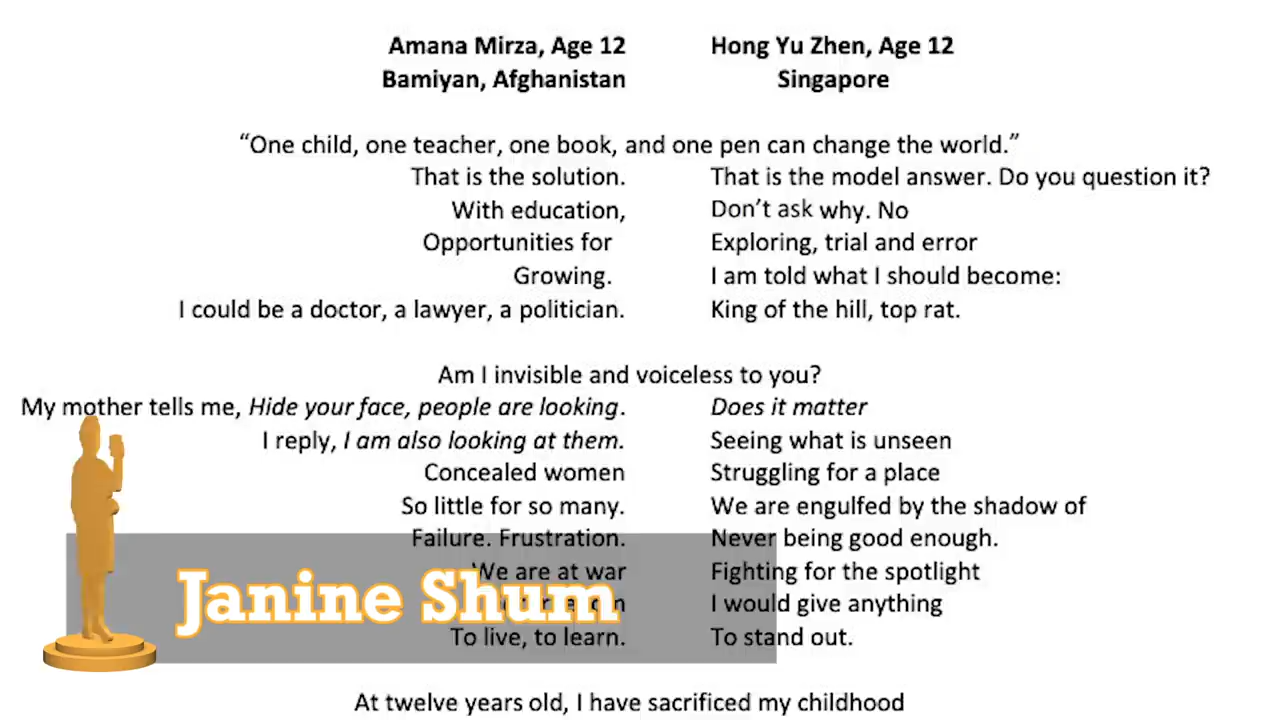 Amana Mirza, Age 12 Hong Yu Zhen, Age 12
Bamiyan, Afghanistan Singapore
“One child, one teacher, one book, and one pen can change the world.”
That is the solution. That is the model answer. Do you question it?
With education, Don’t ask why. No
Opportunities for Exploring, trial and error
Growing. I am told what I should become:
I could be a doctor, a lawyer, a politician. King of the hill, top rat.
Am I invisible and voiceless to you?
My mother tells me, Hide your face, people are looking. Does it matter
I reply, I am also looking at them. Seeing what is unseen
Concealed women Struggling for a place
So little for so many. We are engulfed by the shadow of
Failure. Frustration. Never being good enough.
We are at war Fighting for the spotlight
I would give anything
Janine Shum
To live, to learn. To stand out.
At twelve years old, I have sacrificed my childhood